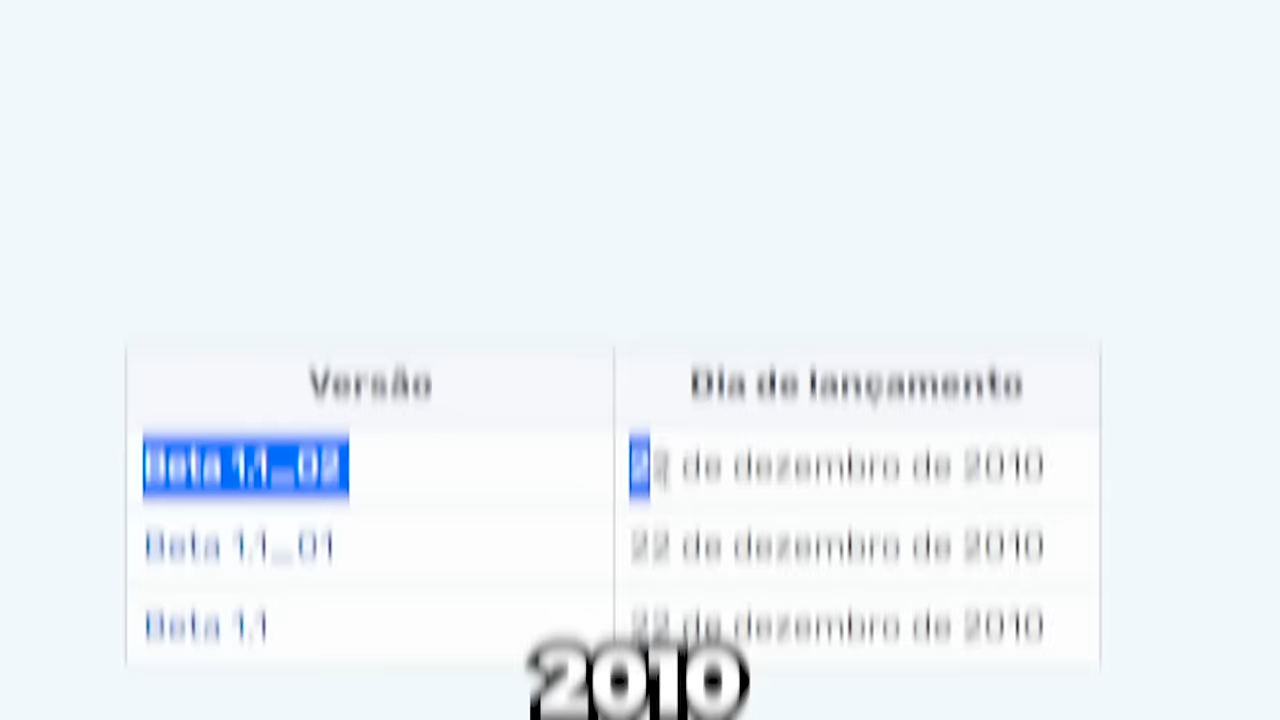 Versão Dia de lançamento
Beta 1.1_02 22 de dezembro de 2010
Beta 1.1_01 22 de dezembro de 2010
Beta 1.1 22 de dezembro de 2010
2010